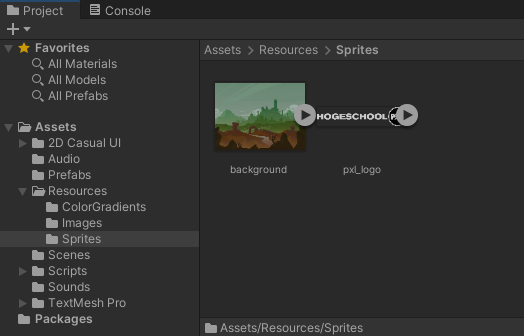 Project
Console
Favorites
All Materials
All Models
All Prefabs
Assets
2D Casual UI
Audio
Prefabs
Resources
ColorGradients
Images
Sprites
Scenes
Scripts
Sounds
TextMesh Pro
Packages
Assets > Resources > Sprites
HOGESCHOOL
background
pxl_logo
Assets/Resources/Sprites